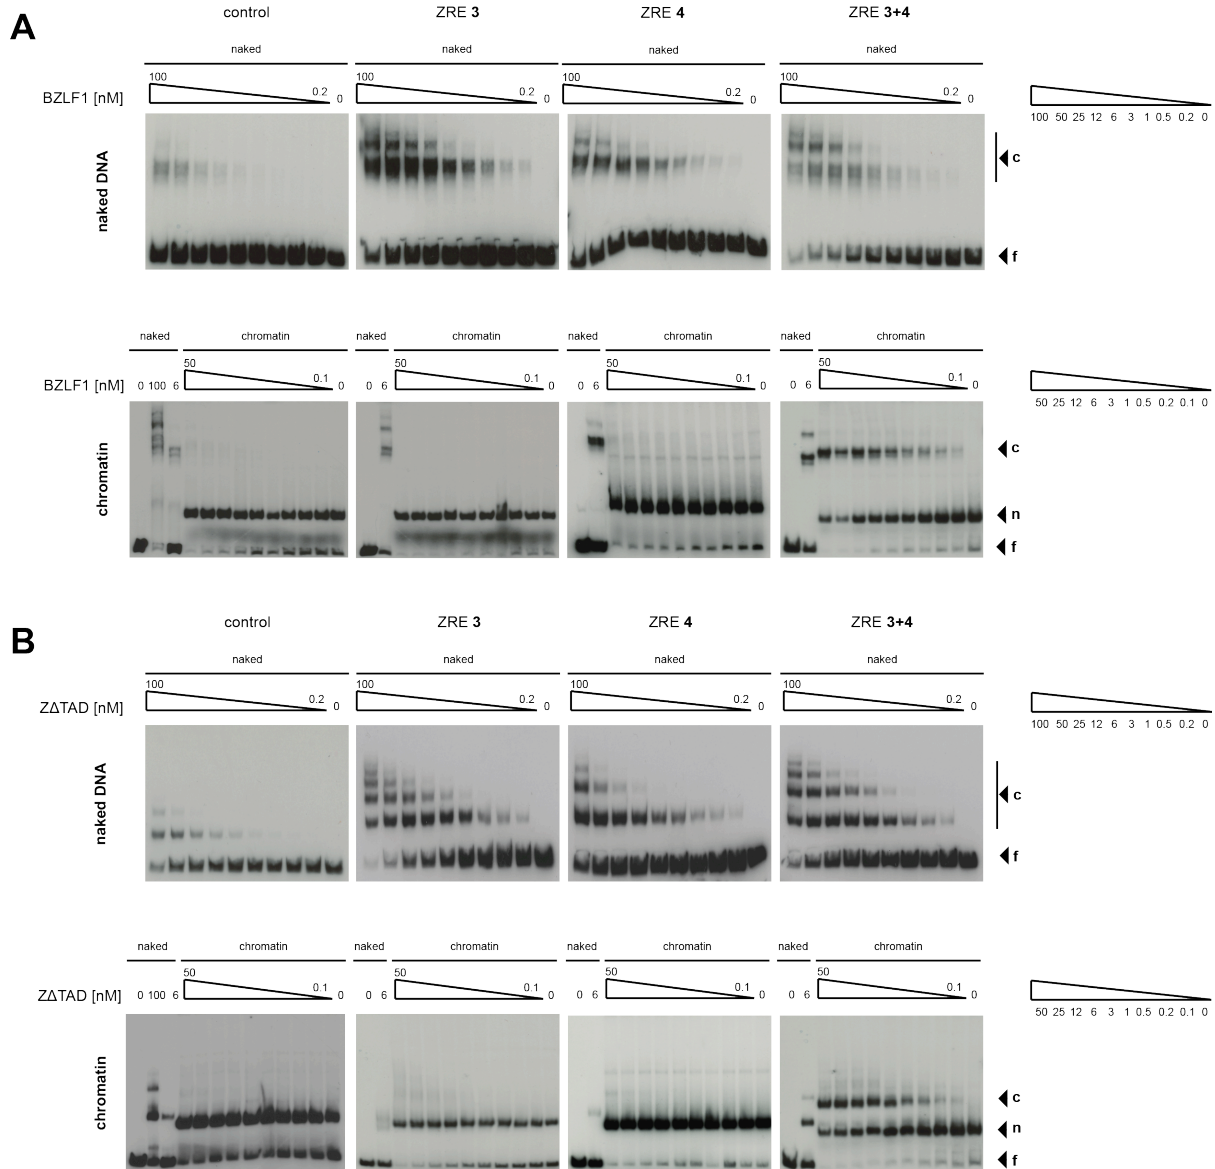 A
control ZRE 3 ZRE 4 ZRE 3+4
naked naked naked naked
100 100 100 100
BZLF1 [nM] 0.2 0 0.2 0 0.2 0 0.2 0
100 50 25 12 6 3 1 0.5 0.2 0
naked DNA
c
f
naked chromatin naked chromatin naked chromatin naked chromatin
50 50 50 50
BZLF1 [nM] 0 100 6 0.1 0 0 6 0.1 0 0 6 0.1 0 0 6 0.1 0
50 25 12 6 3 1 0.5 0.2 0.1 0
chromatin
c
n
f
B
control ZRE 3 ZRE 4 ZRE 3+4
naked naked naked naked
100 100 100 100
ZΔTAD [nM] 0.2 0 0.2 0 0.2 0 0.2 0
100 50 25 12 6 3 1 0.5 0.2 0
naked DNA
c
f
naked chromatin naked chromatin naked chromatin naked chromatin
50 50 50 50
ZΔTAD [nM] 0 100 6 0.1 0 0 6 0.1 0 0 6 0.1 0 0 6 0.1 0
50 25 12 6 3 1 0.5 0.2 0.1 0
chromatin
c
n
f